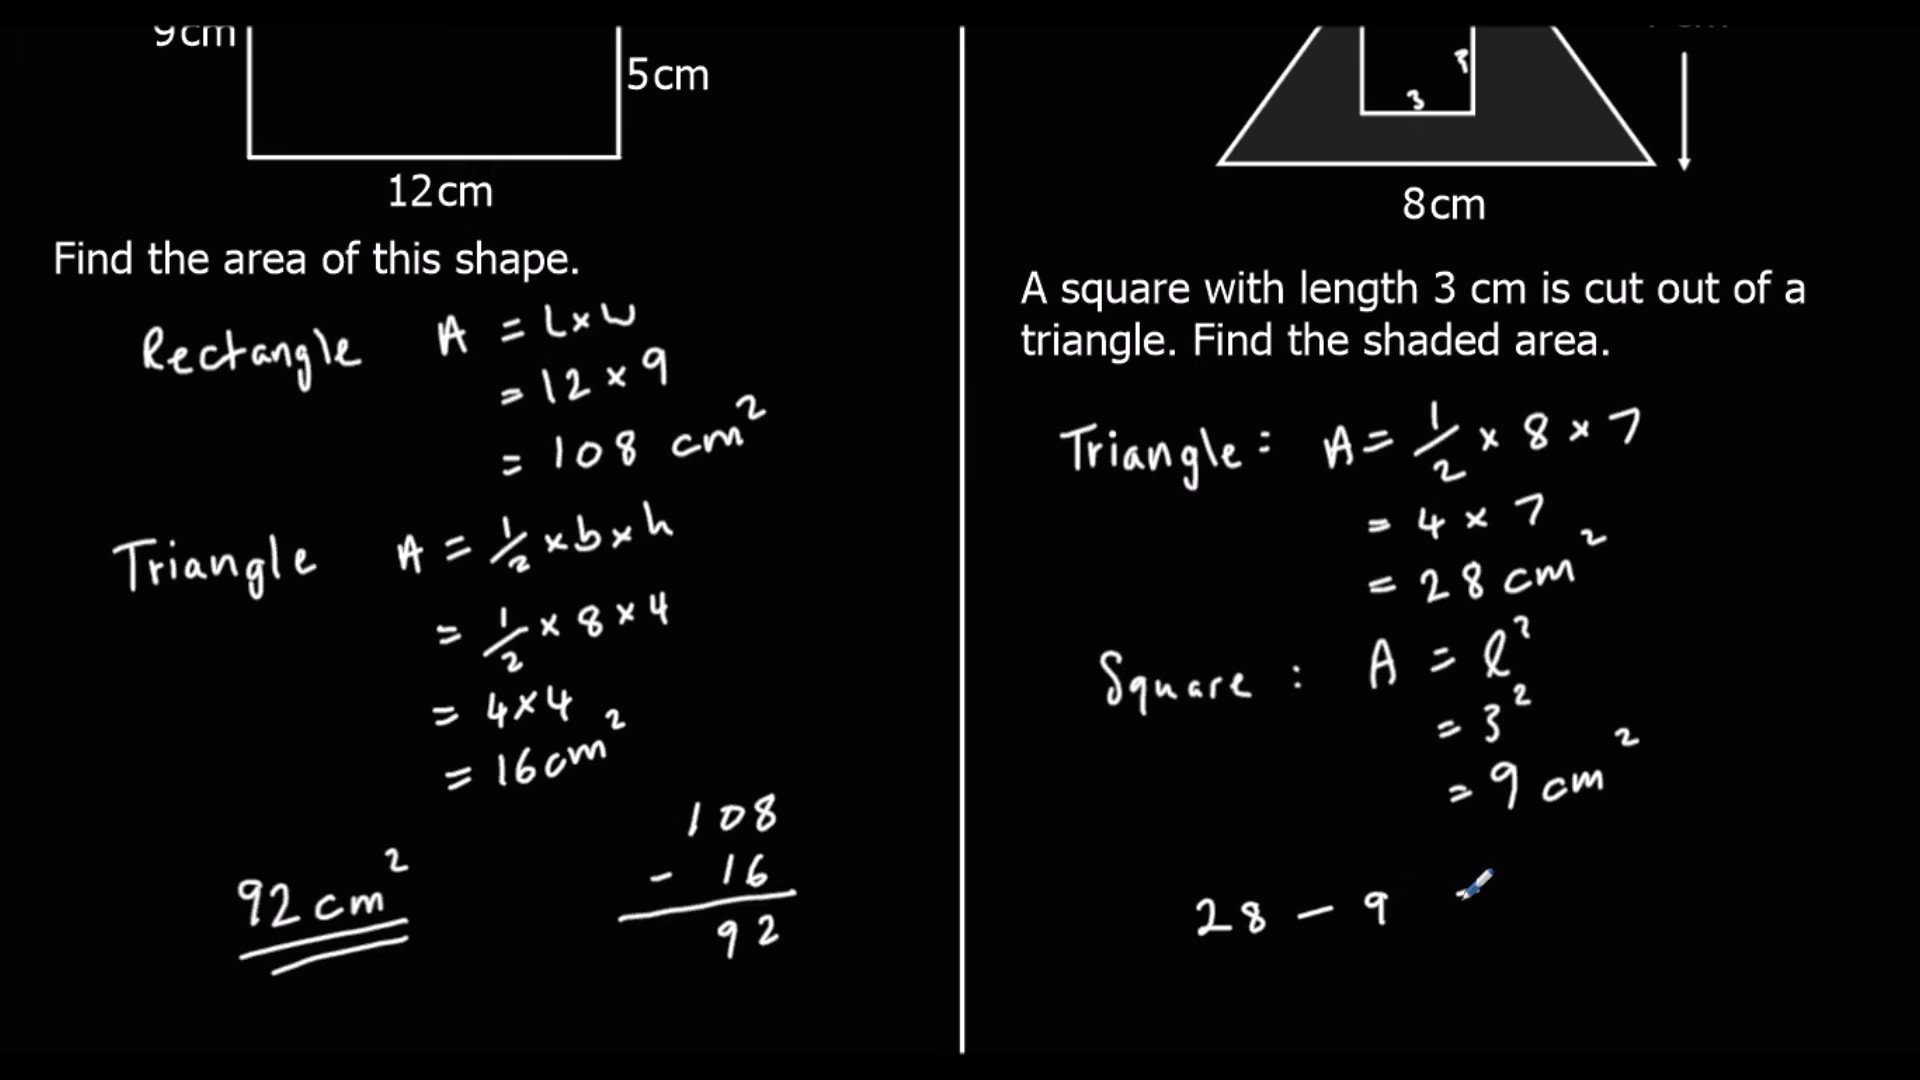 9cm
5cm
12cm
Find the area of this shape.
Rectangle A = L×W
= 12 × 9
= 108 cm²
Triangle A = 1/2 × b × h
= 1/2 × 8 × 4
= 4×4
= 16cm²
108
- 16
92
92 cm²
3
3
8cm
A square with length 3 cm is cut out of a
triangle. Find the shaded area.
Triangle: A = 1/2 × 8 × 7
= 4 × 7
= 28 cm²
Square : A = l²
= 3²
= 9 cm²
28 - 9